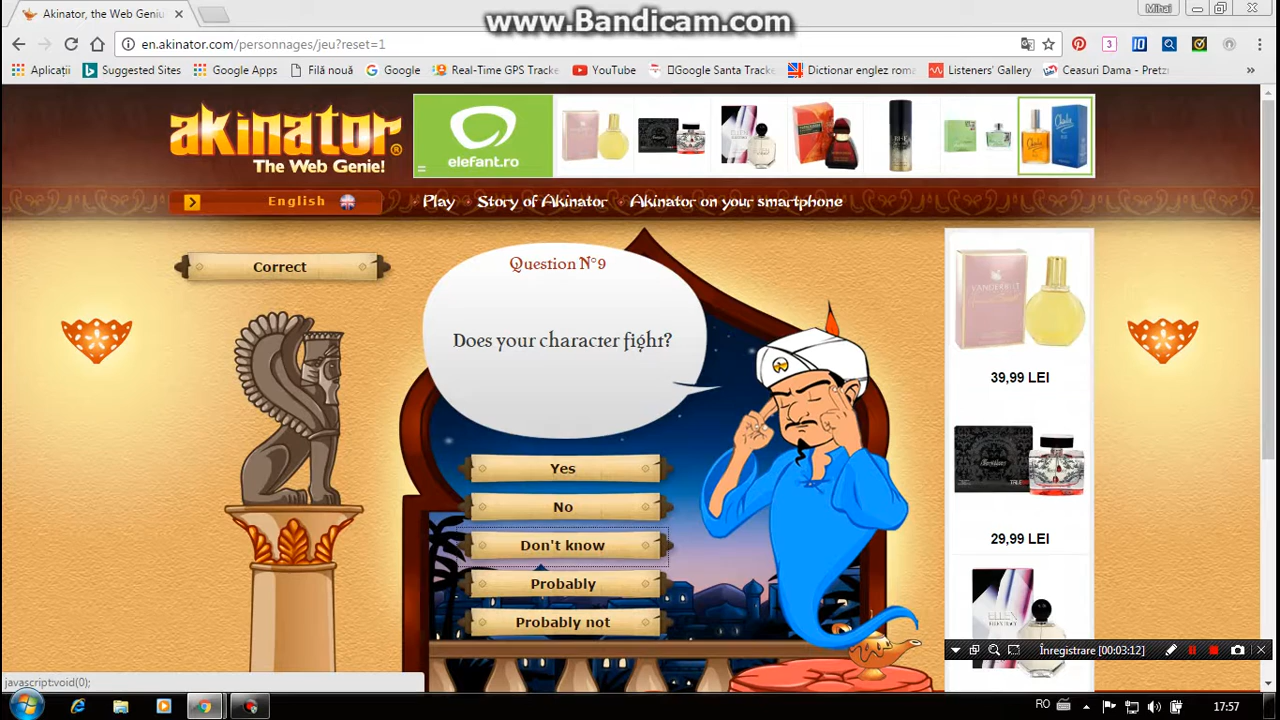 www.Bandicam.com
Akinator, the Web Geniu
Mihai
en.akinator.com/personnages/jeu?reset=1
Aplicații
Suggested Sites
Google Apps
Filă nouă
Google
Real-Time GPS Tracke
YouTube
Google Santa Tracke
Dicționar englez roma
Listeners' Gallery
Ceasuri Dama - Pretz
»
akinator®
The Web Genie!
elefant.ro
English
· Play · Story of Akinator · Akinator on your smartphone
Correct
Question N°9
Does your character fight?
Yes
No
Don't know
Probably
Probably not
39,99 LEI
29,99 LEI
Înregistrare [00:03:12]
javascript:void(0);
RO
17:57